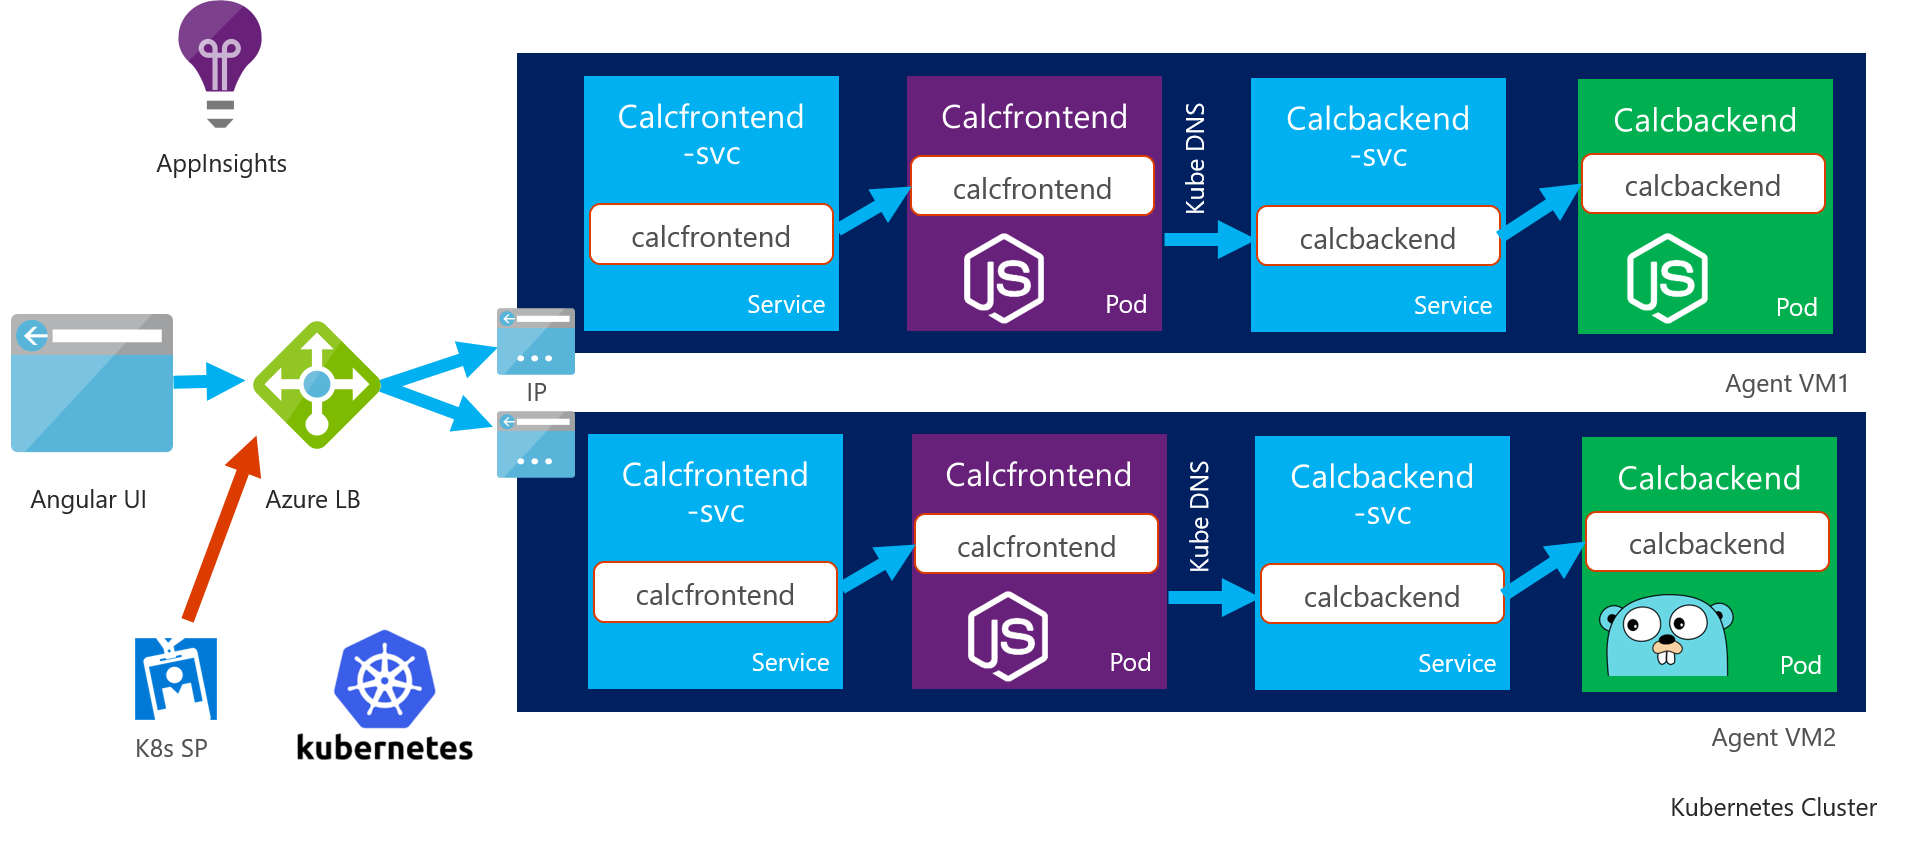 AppInsights
Angular UI
Azure LB
K8s SP
kubernetes
IP
Calcfrontend
-svc
calcfrontend
Service
Calcfrontend
calcfrontend
JS
Pod
Kube DNS
Calcbackend
-svc
calcbackend
Service
Calcbackend
calcbackend
JS
Pod
Agent VM1
Calcfrontend
-svc
calcfrontend
Service
Calcfrontend
calcfrontend
JS
Pod
Kube DNS
Calcbackend
-svc
calcbackend
Service
Calcbackend
calcbackend
Pod
Agent VM2
Kubernetes Cluster